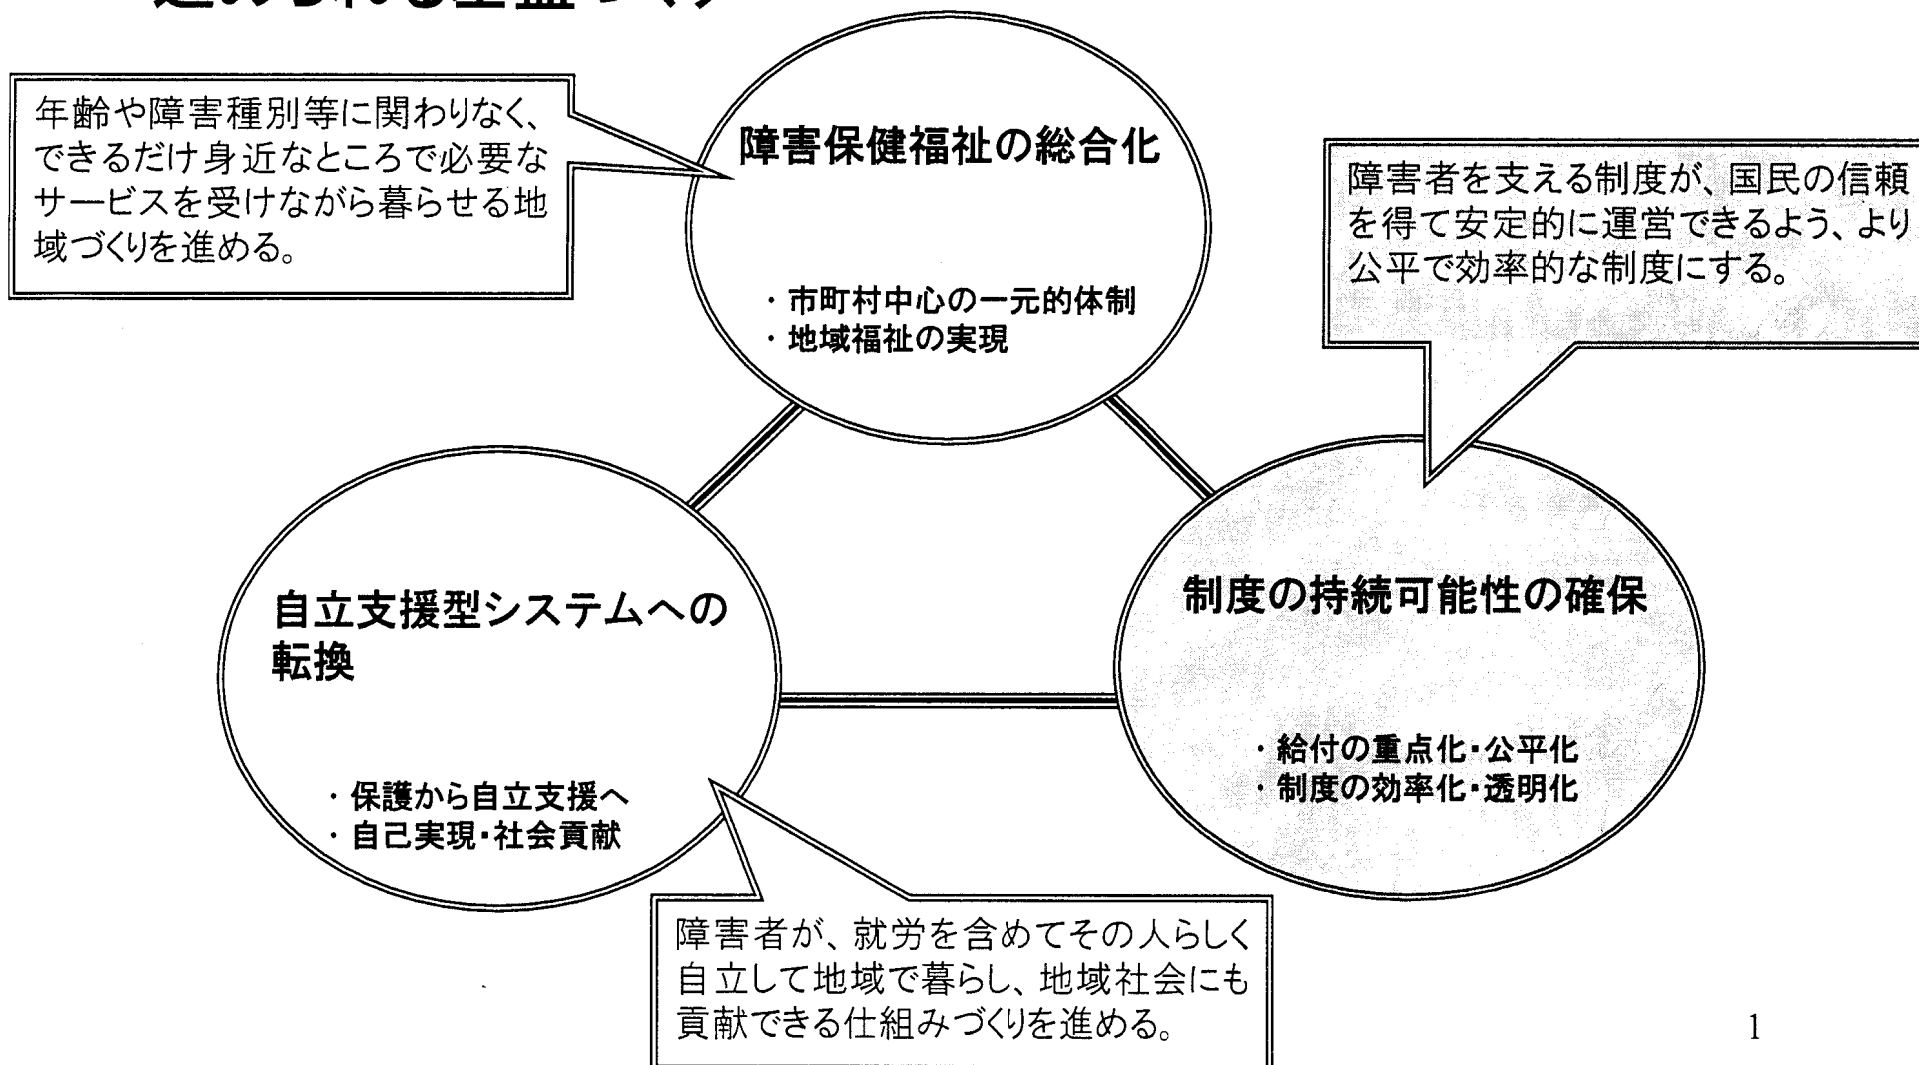 進められる基盤づくり
年齢や障害種別等に関わりなく、
できるだけ身近なところで必要な
サービスを受けながら暮らせる地
域づくりを進める。
障害保健福祉の総合化
・市町村中心の一元的体制
・地域福祉の実現
障害者を支える制度が、国民の信頼
を得て安定的に運営できるよう、より
公平で効率的な制度にする。
自立支援型システムへの
転換
・保護から自立支援へ
・自己実現・社会貢献
制度の持続可能性の確保
・給付の重点化・公平化
・制度の効率化・透明化
障害者が、就労を含めてその人らしく
自立して地域で暮らし、地域社会にも
貢献できる仕組みづくりを進める。
1